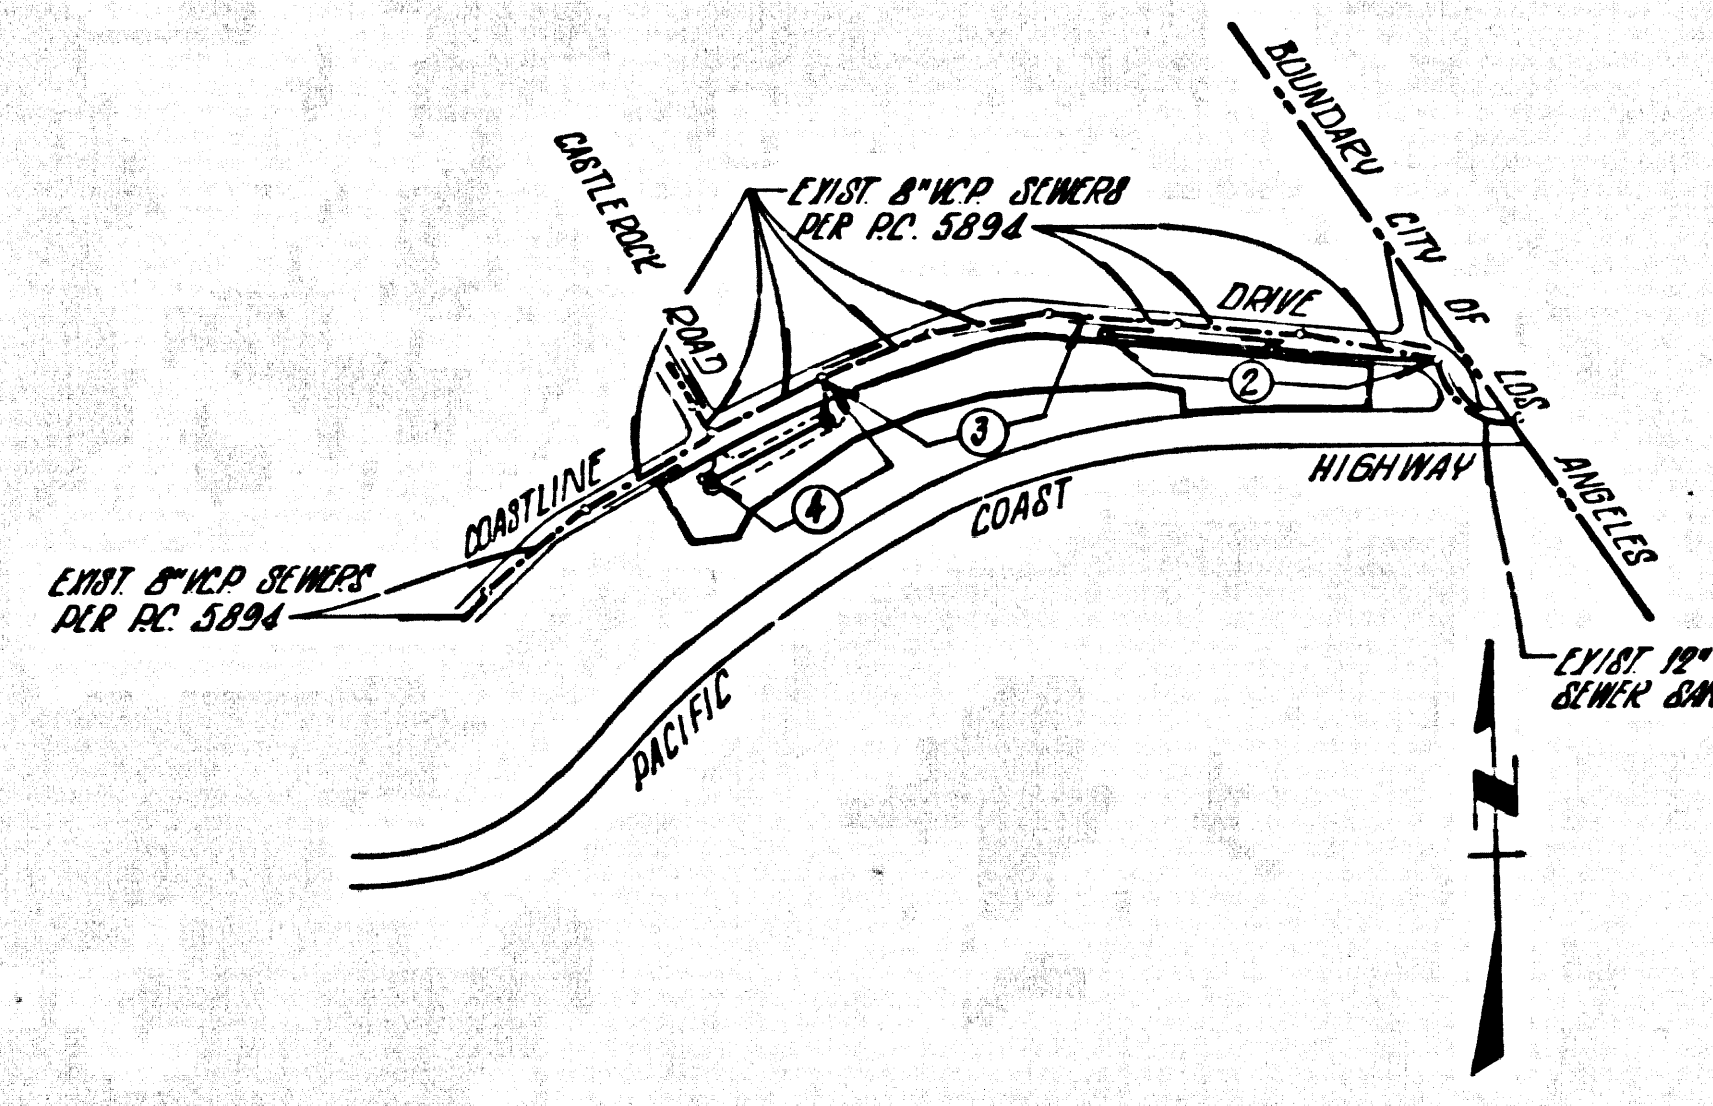 BOUNDARY
CITY
OF
LOS
ANGELES
CASTLEROCK
ROAD
EXIST. 8" V.C.P. SEWERS
PER P.C. 5894
DRIVE
2
3
4
COASTLINE
HIGHWAY
COAST
PACIFIC
EXIST. 8" V.C.P. SEWERS
PER P.C. 5894
EXIST. 12"
SEWER SAN
N